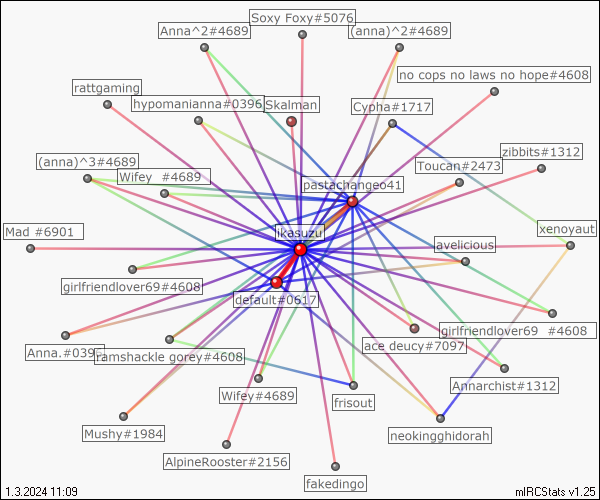 Soxy Foxy#5076
Anna^2#4689
(anna)^2#4689
no cops no laws no hope#4608
rattgaming
hypomanianna#0396
Skalman
Cypha#1717
zibbits#1312
(anna)^3#4689
Toucan#2473
Wifey #4689
pastachange041
Mad #6901
ikasuzu
xenoyaut
avelicious
girlfriendlover69#4608
default#0617
girlfriendlover69 #4608
ace deucy#7097
ramshackle gorey#4608
Annarchist#1312
Wifey#4689
frisout
Mushy#1984
neokingghidorah
AlpineRooster#2156
fakedingo
1.3.2024 11:09
mIRCStats v1.25